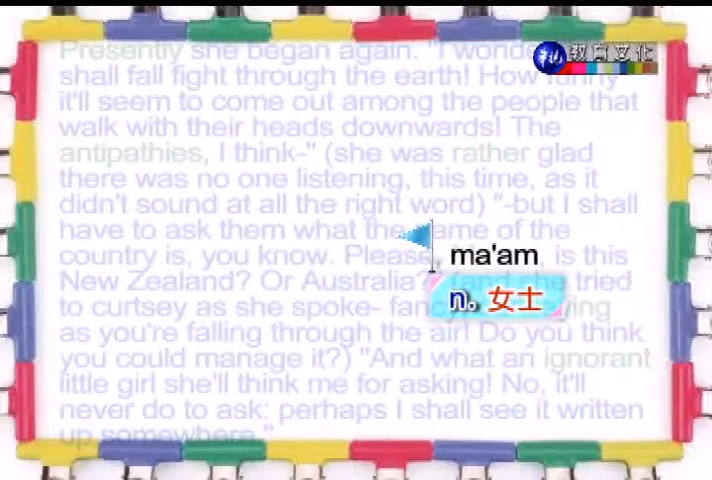 Presently she began again. "I wonde
shall fall fight through the earth! How funny
it'll seem to come out among the people that
walk with their heads downwards! The
antipathies, I think-" (she was rather glad
there was no one listening, this time, as it
didn't sound at all the right word) "-but I shall
have to ask them what the name of the
country is, you know. Please, ma'am, is this
New Zealand? Or Australia? (and she tried
to curtsey as she spoke-
as you're falling through the air! Do you think
you could manage it?) "And what an ignorant
little girl she'll think me for asking! No, it'll
never do to ask: perhaps I shall see it written
up somewhere."
教育文化
n. 女士